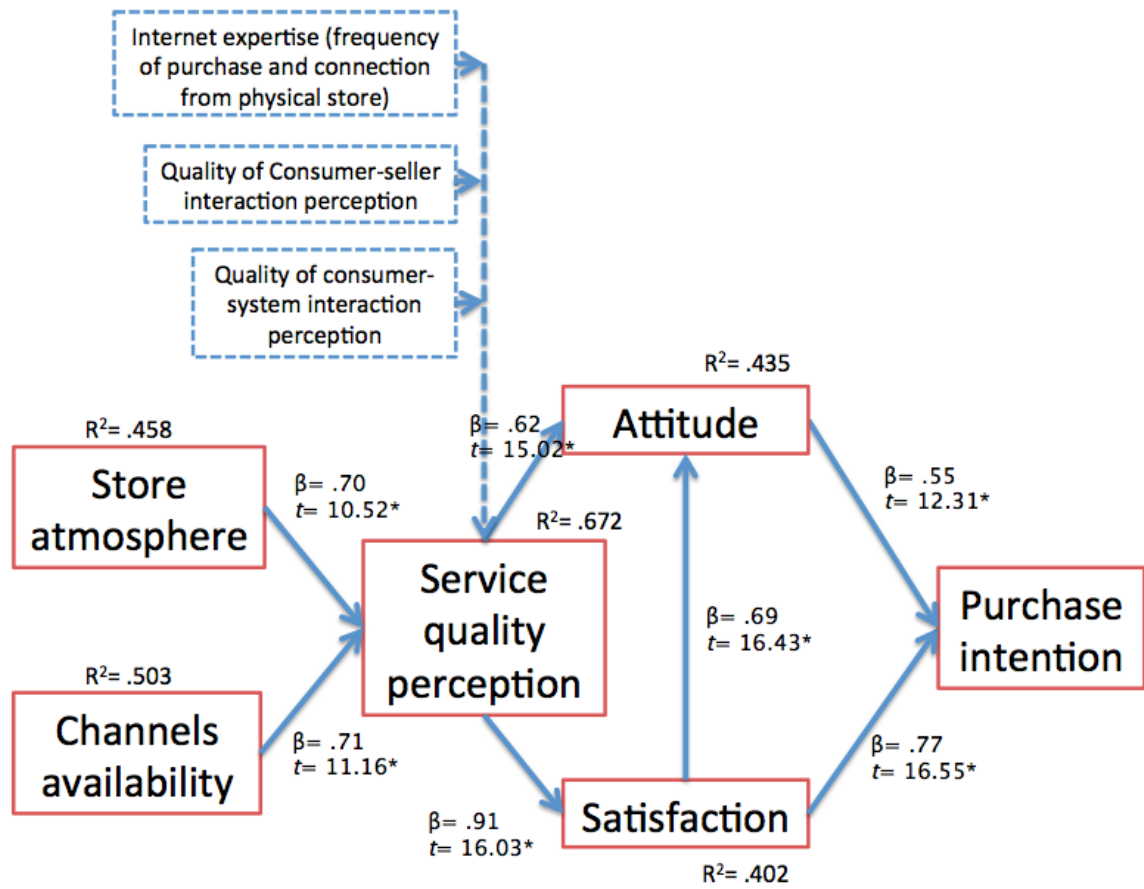 Internet expertise (frequency
of purchase and connection
from physical store)
Quality of Consumer-seller
interaction perception
Quality of consumer-
system interaction
perception
R²= .435
Attitude
β= .62
t= 15.02*
R²= .458
Store
atmosphere
β= .70
t= 10.52*
β= .55
t= 12.31*
R²= .672
Service
quality
perception
Purchase
intention
β= .69
t= 16.43*
R²= .503
Channels
availability
β= .71
t= 11.16*
β= .77
t= 16.55*
β= .91
t= 16.03*
Satisfaction
R²= .402